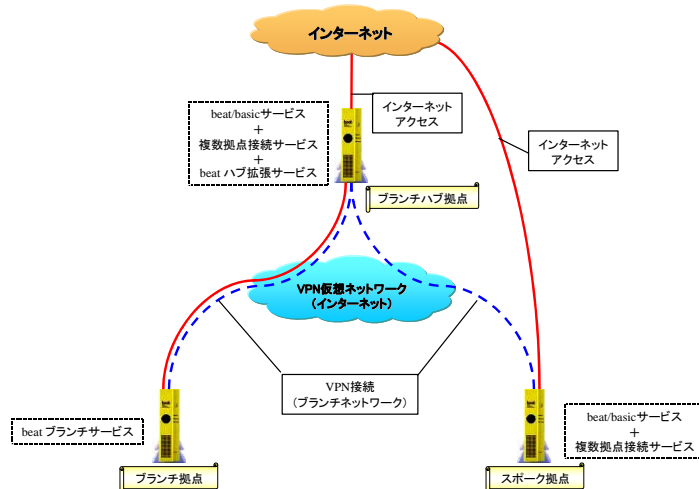 インターネット
beat/basicサービス
+
複数拠点接続サービス
+
beat ハブ拡張サービス
インターネット
アクセス
インターネット
アクセス
ブランチハブ拠点
VPN仮想ネットワーク
(インターネット)
VPN接続
(ブランチネットワーク)
beat ブランチサービス
beat/basicサービス
+
複数拠点接続サービス
ブランチ拠点
スポーク拠点